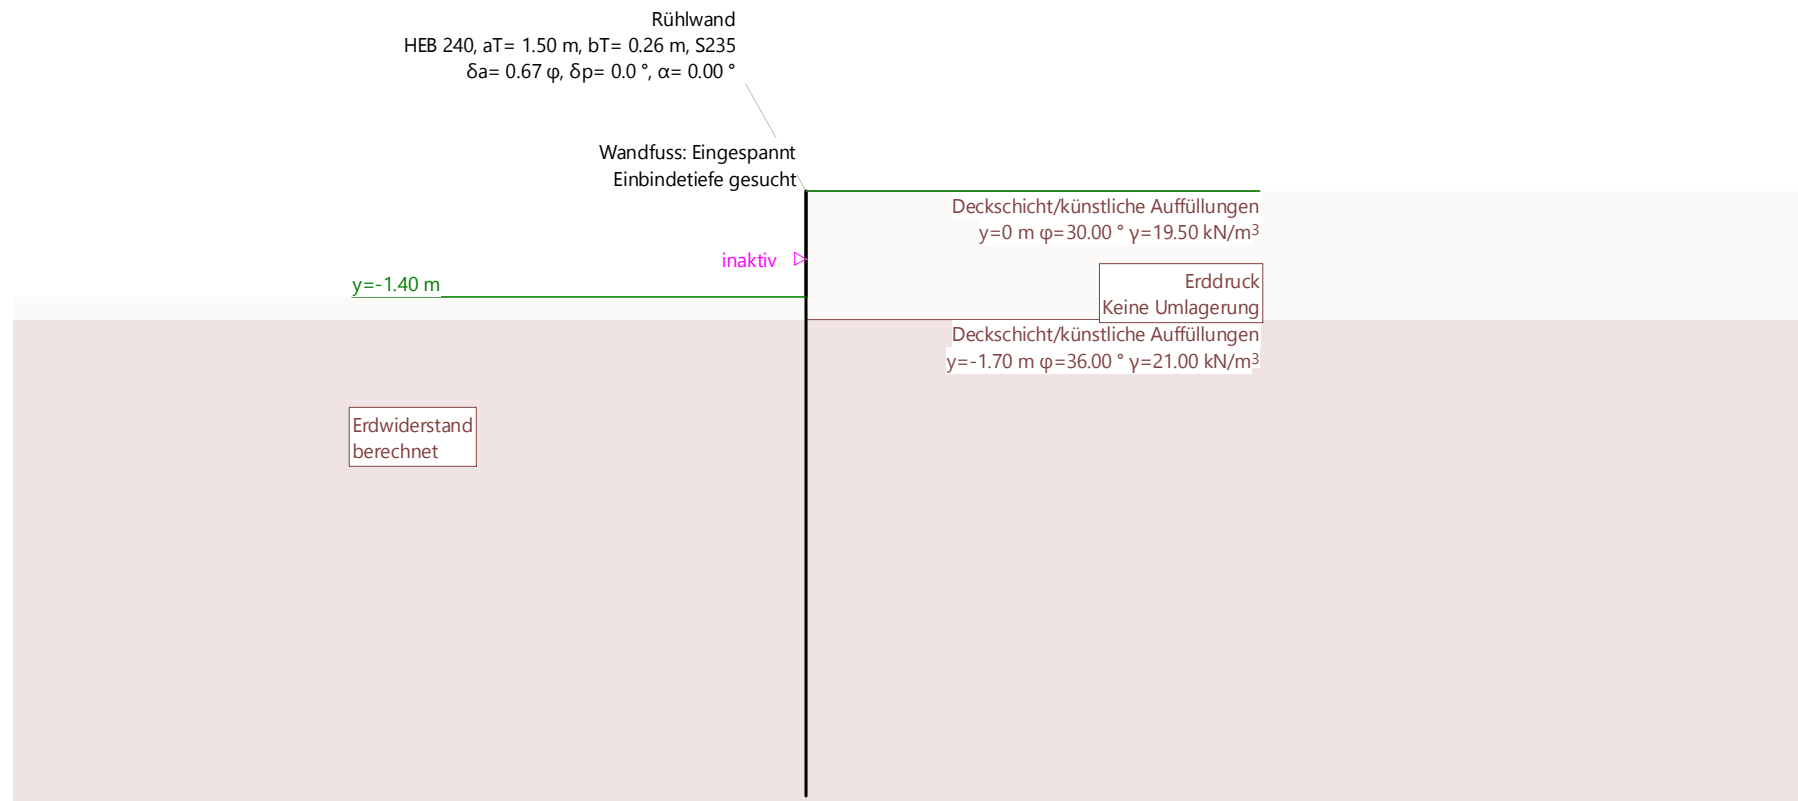 Rühlwand
HEB 240, aT= 1.50 m, bT= 0.26 m, S235
δa= 0.67 φ, δp= 0.0 °, α= 0.00 °
Wandfuss: Eingespannt
Einbindetiefe gesucht
Deckschicht/künstliche Auffüllungen
y=0 m φ=30.00 ° γ=19.50 kN/m³
inaktiv
y=-1.40 m
Erddruck
Keine Umlagerung
Deckschicht/künstliche Auffüllungen
y=-1.70 m φ=36.00 ° γ=21.00 kN/m³
Erdwiderstand
berechnet